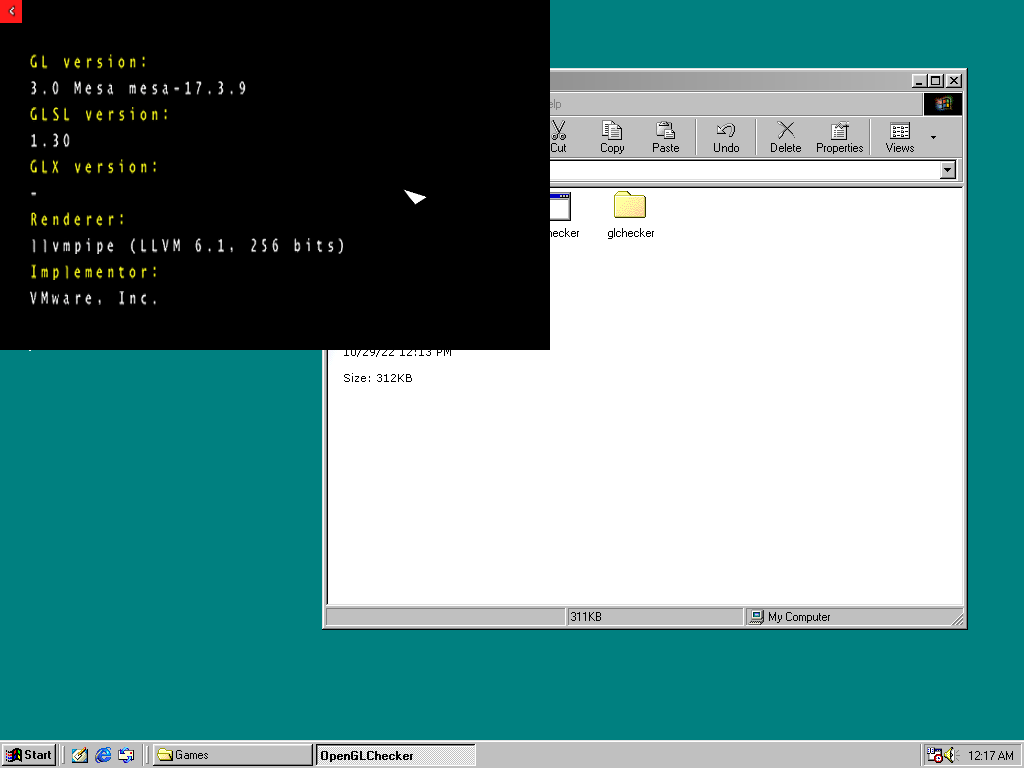 GL version:
3.0 Mesa mesa-17.3.9
GLSL version:
1.30
GLX version:
-
Renderer:
llvmpipe (LLVM 6.1, 256 bits)
Implementor:
VMware, Inc.
elp
Cut
Copy
Paste
Undo
Delete
Properties
Views
hecker
glchecker
10/29/22 12:13 PM
Size: 312KB
311KB
My Computer
Start
Games
OpenGLChecker
12:17 AM